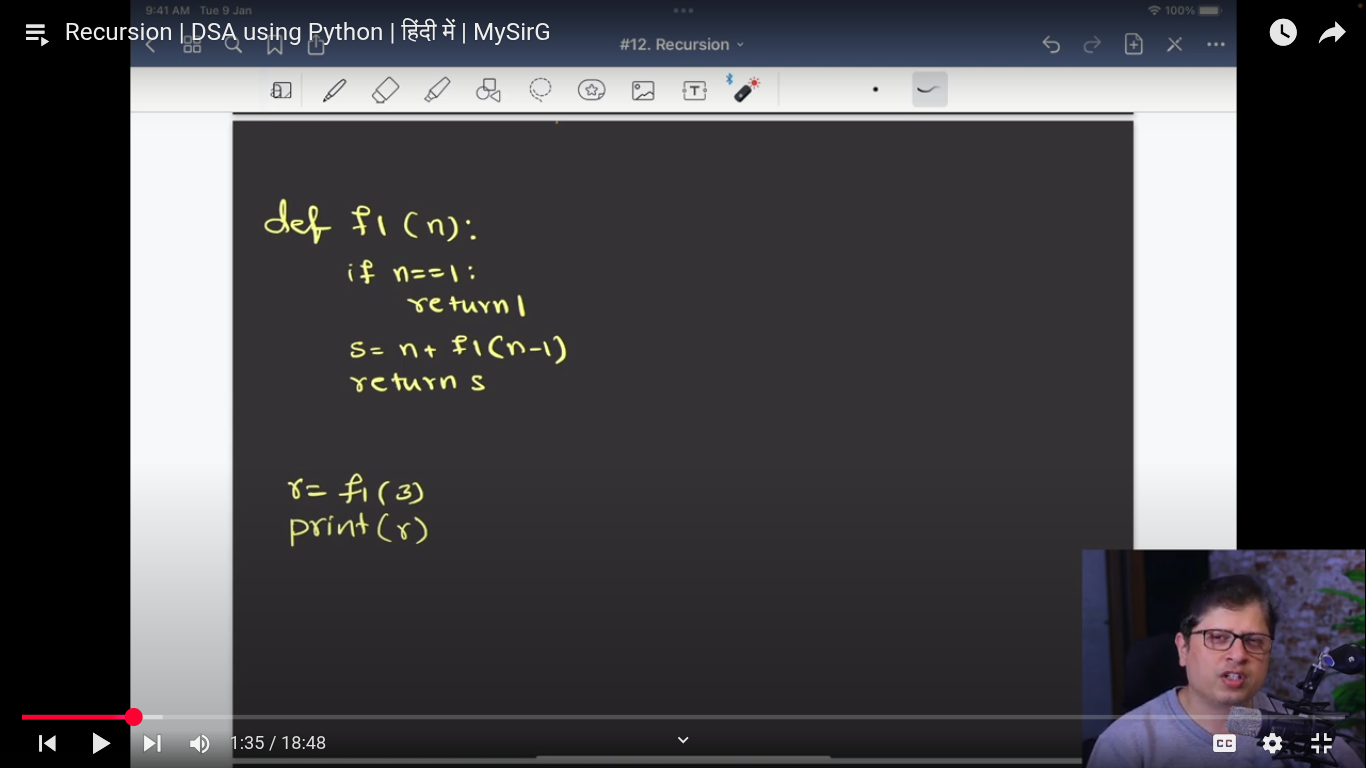 9:41 AM Tue 9 Jan
100%
Recursion | DSA using Python | हिंदी में | MySirG
#12. Recursion
T
def f1 (n):
if n==1:
return 1
s= n+ f1(n-1)
return s
r= f1(3)
print(r)
1:35 / 18:48
CC